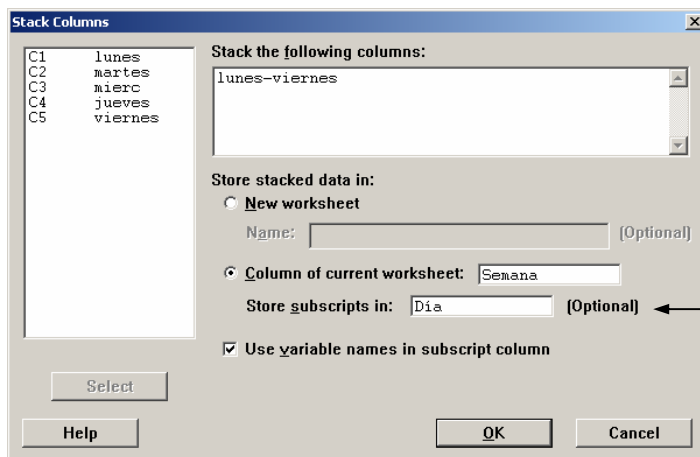 Stack Columns
C1 lunes
C2 martes
C3 mierc
C4 jueves
C5 viernes
Select
Help
Stack the following columns:
lunes-viernes
Store stacked data in:
New worksheet
Name: (Optional)
Column of current worksheet: Semana
Store subscripts in: Día (Optional)
Use variable names in subscript column
OK
Cancel